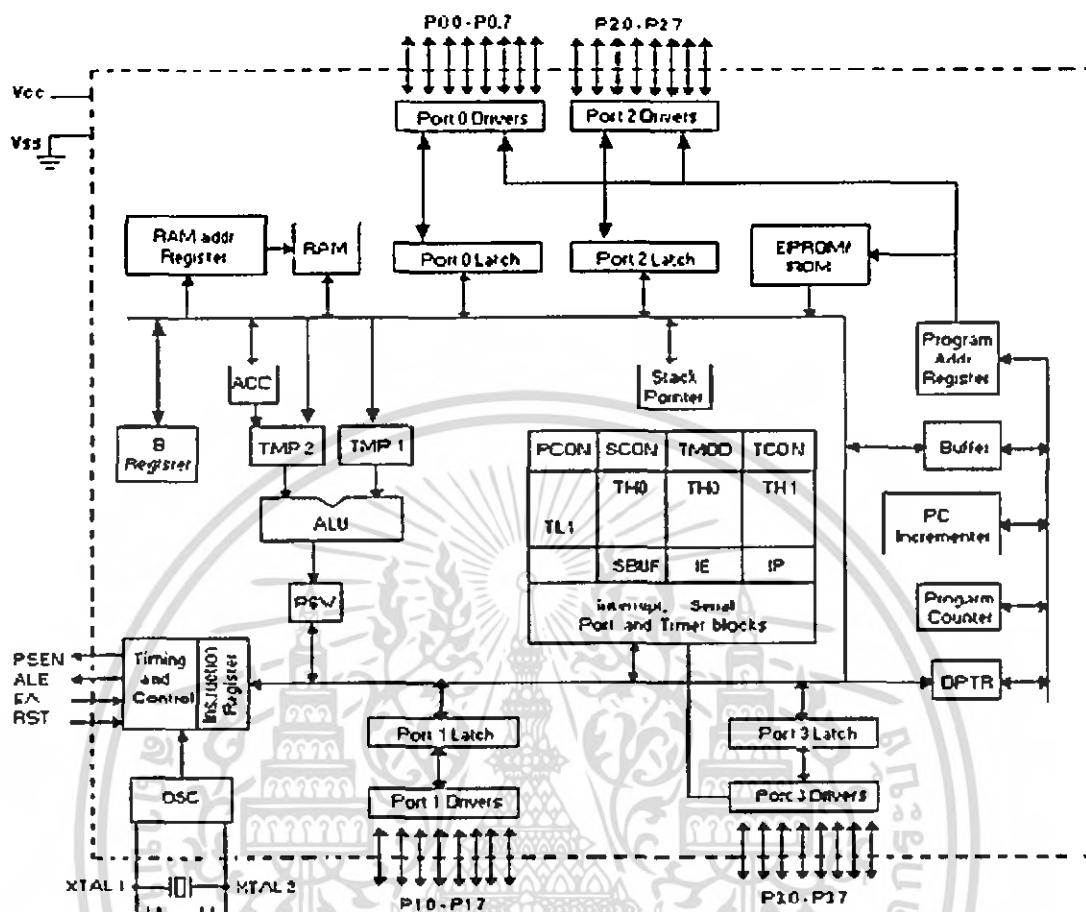 P0.0 - P0.7
P2.0 - P2.7
Vcc
Vss
Port 0 Drivers
Port 2 Drivers
RAM addr
Register
RAM
Port 0 Latch
Port 2 Latch
EPROM/
ROM
Program
Addr
Register
ACC
Stack
Pointer
B
Register
TMP 2
TMP 1
Buffer
PCON SCON TMOD TCON
TH0 TH0 TH1
TL1
SBUF IE IP
Interrupt, Serial
Port and Timer blocks
ALU
PC
Incrementer
PSW
Progarm
Counter
PSEN
ALE
EA
RST
Timing
and
Control
Instruction
Register
DPTR
Port 1 Latch
Port 3 Latch
OSC
Port 1 Drivers
Port 3 Drivers
XTAL 1
XTAL 2
P1.0 - P1.7
P3.0 - P3.7